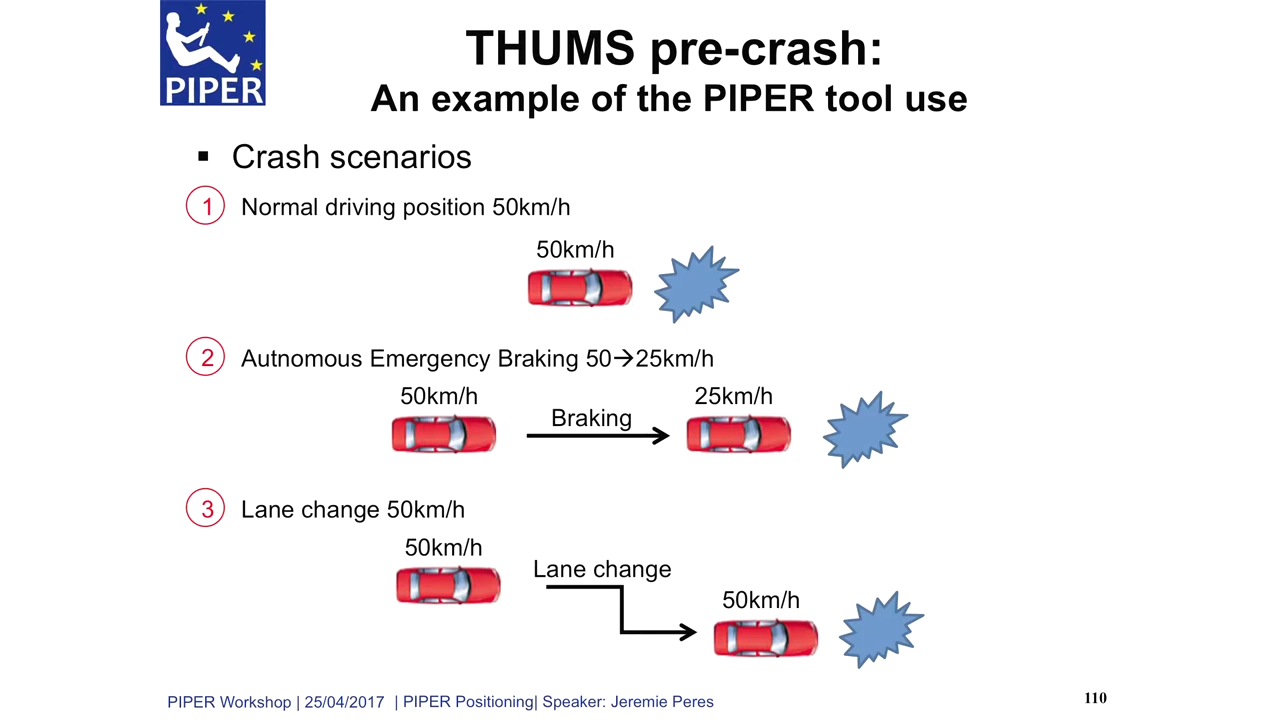 PIPER
THUMS pre-crash:
An example of the PIPER tool use
▪ Crash scenarios
1 Normal driving position 50km/h
50km/h
2 Autnomous Emergency Braking 50→25km/h
50km/h
Braking
25km/h
3 Lane change 50km/h
50km/h
Lane change
50km/h
PIPER Workshop | 25/04/2017 | PIPER Positioning| Speaker: Jeremie Peres
110